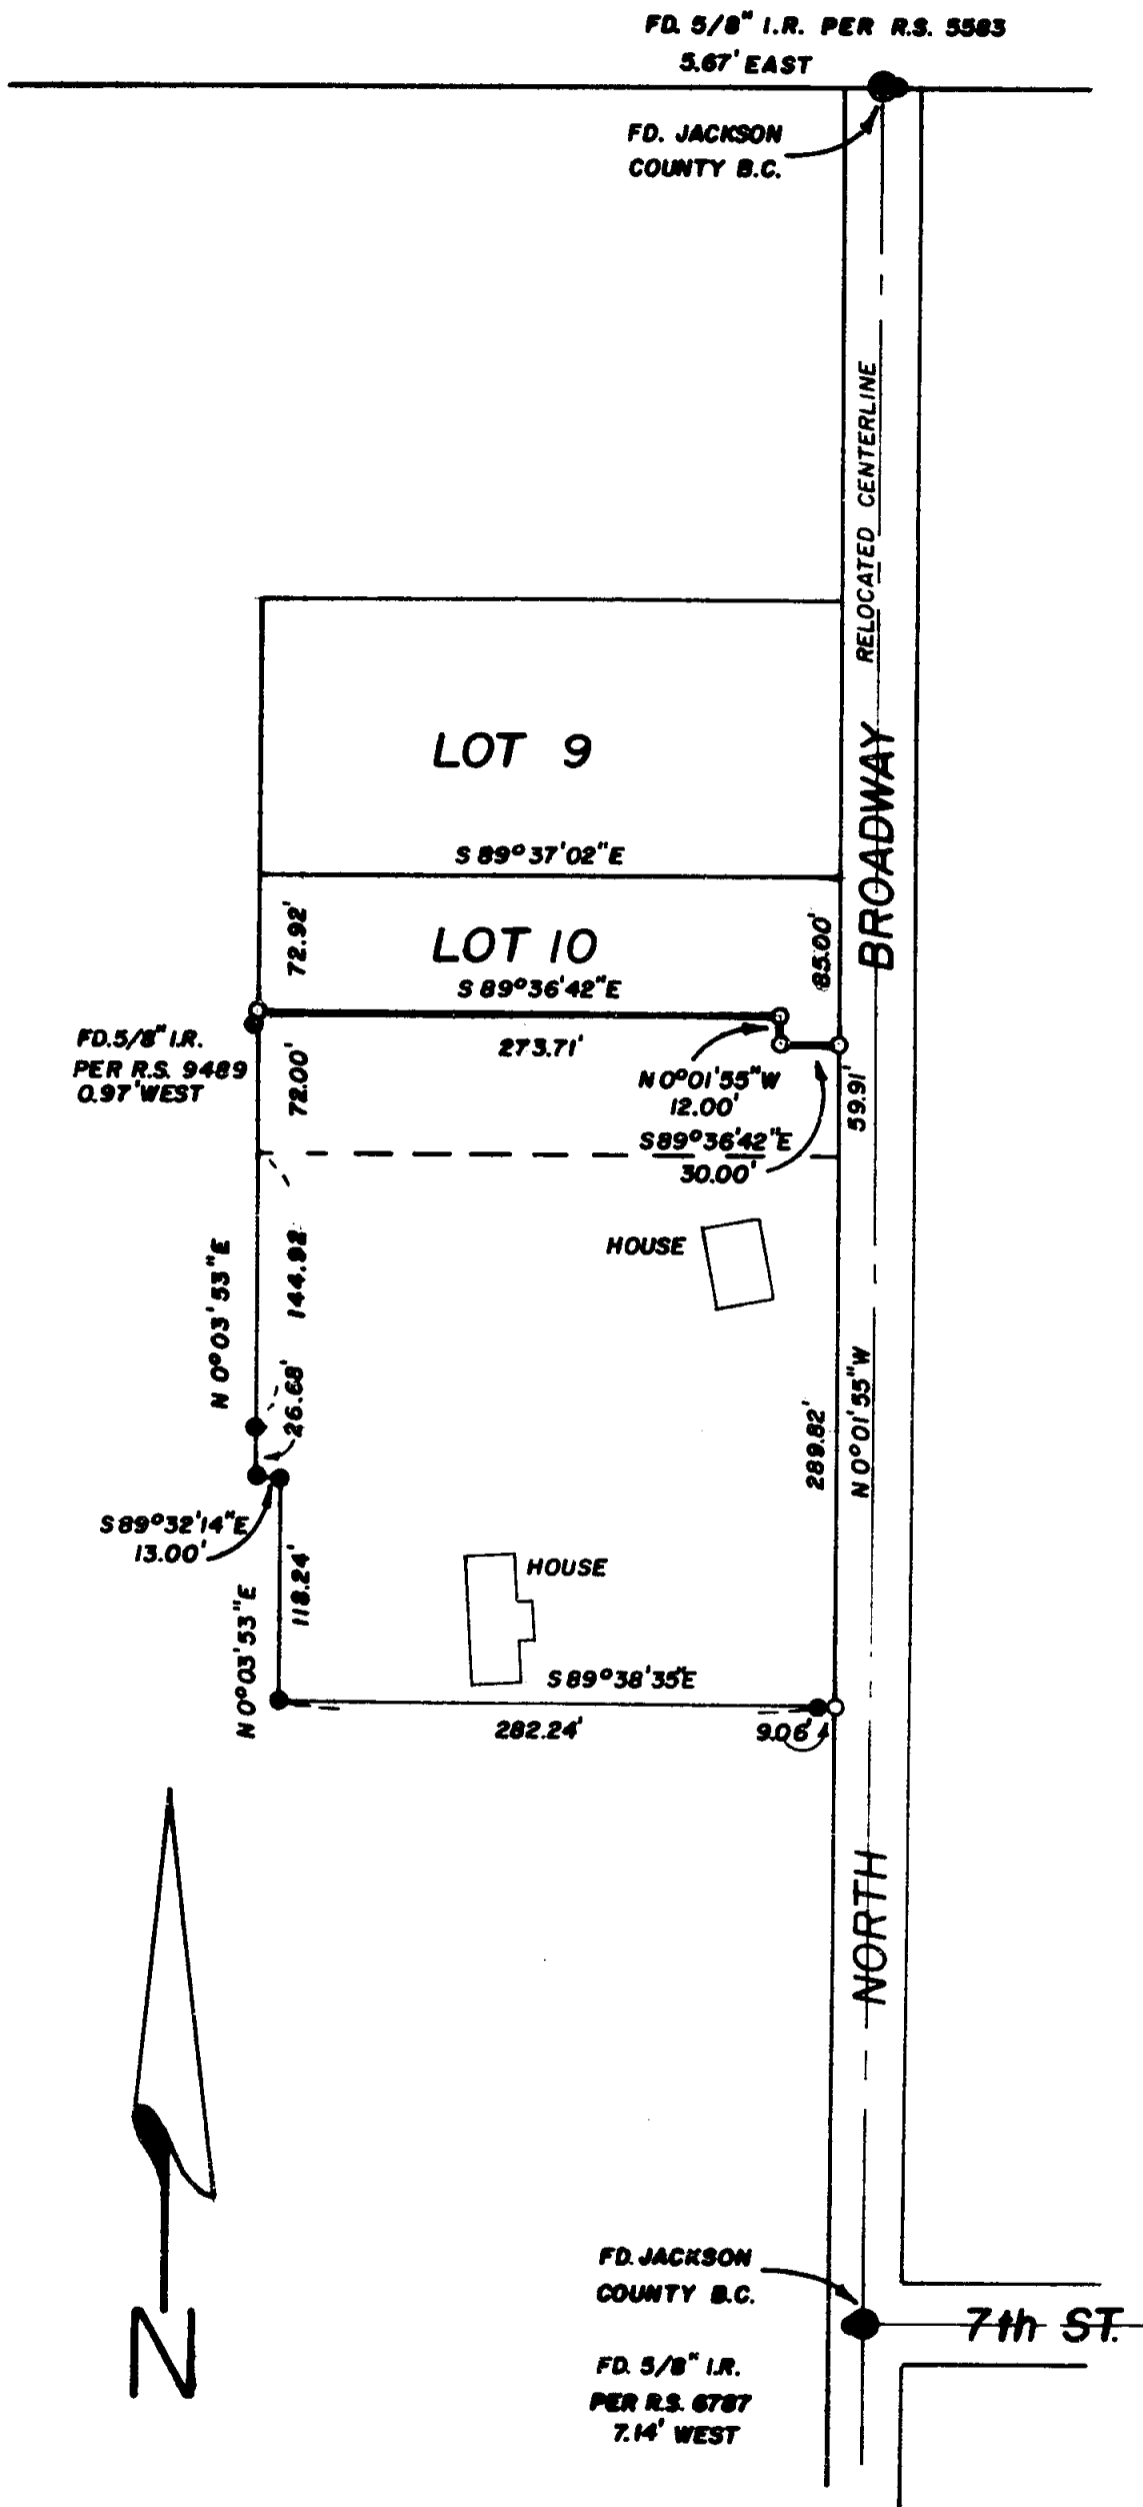 FD. 5/8" I.R. PER R.S. 5583
5.67' EAST
FD. JACKSON
COUNTY B.C.
RELOCATED CENTERLINE
LOT 9
BROADWAY
S 89° 37' 02" E
72.92'
LOT 10
85.00'
S 89° 36' 42" E
FD. 5/8" I.R.
PER R.S. 9489
0.97' WEST
273.71'
72.00'
N 0° 01' 55" W
12.00'
59.91'
S 89° 36' 42" E
30.00'
HOUSE
N 0° 03' 53" E
144.92
26.68'
289.82'
N 0° 01' 55" W
S 89° 32' 14" E
13.00'
118.24'
HOUSE
N 0° 03' 53" E
S 89° 38' 35" E
282.24'
9.06'
NORTH
FD. JACKSON
COUNTY B.C.
7th ST.
FD. 5/8" I.R.
PER R.S. 6787
7.14' WEST
N